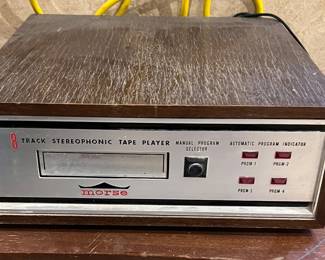 8 TRACK STEREOPHONIC TAPE PLAYER
MANUAL PROGRAM
SELECTOR
AUTOMATIC PROGRAM INDICATOR
PRGM-1 PRGM-2
PRGM-3 PRGM-4
morse